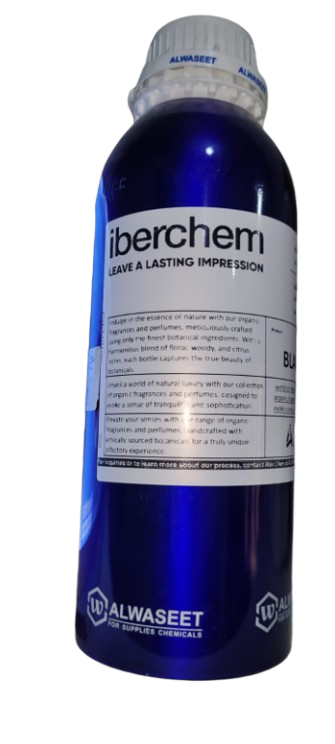 ALWASEET
ALWASEET
iberchem
LEAVE A LASTING IMPRESSION
Indulge in the essence of nature with our organic
fragrances and perfumes, meticulously crafted
using only the finest botanical ingredients. With a
harmonious blend of floral, woody, and citrus
notes, each bottle captures the true beauty of
botanicals.
Unveil a world of natural luxury with our collection
of organic fragrances and perfumes, designed to
evoke a sense of tranquility and sophistication.
Elevate your senses with our range of organic
fragrances and perfumes, handcrafted with
ethically sourced botanicals for a truly unique
olfactory experience.
inquiries or to learn more about our process, contact
BLA
ALWASEET
FOR SUPPLIES CHEMICALS
AL